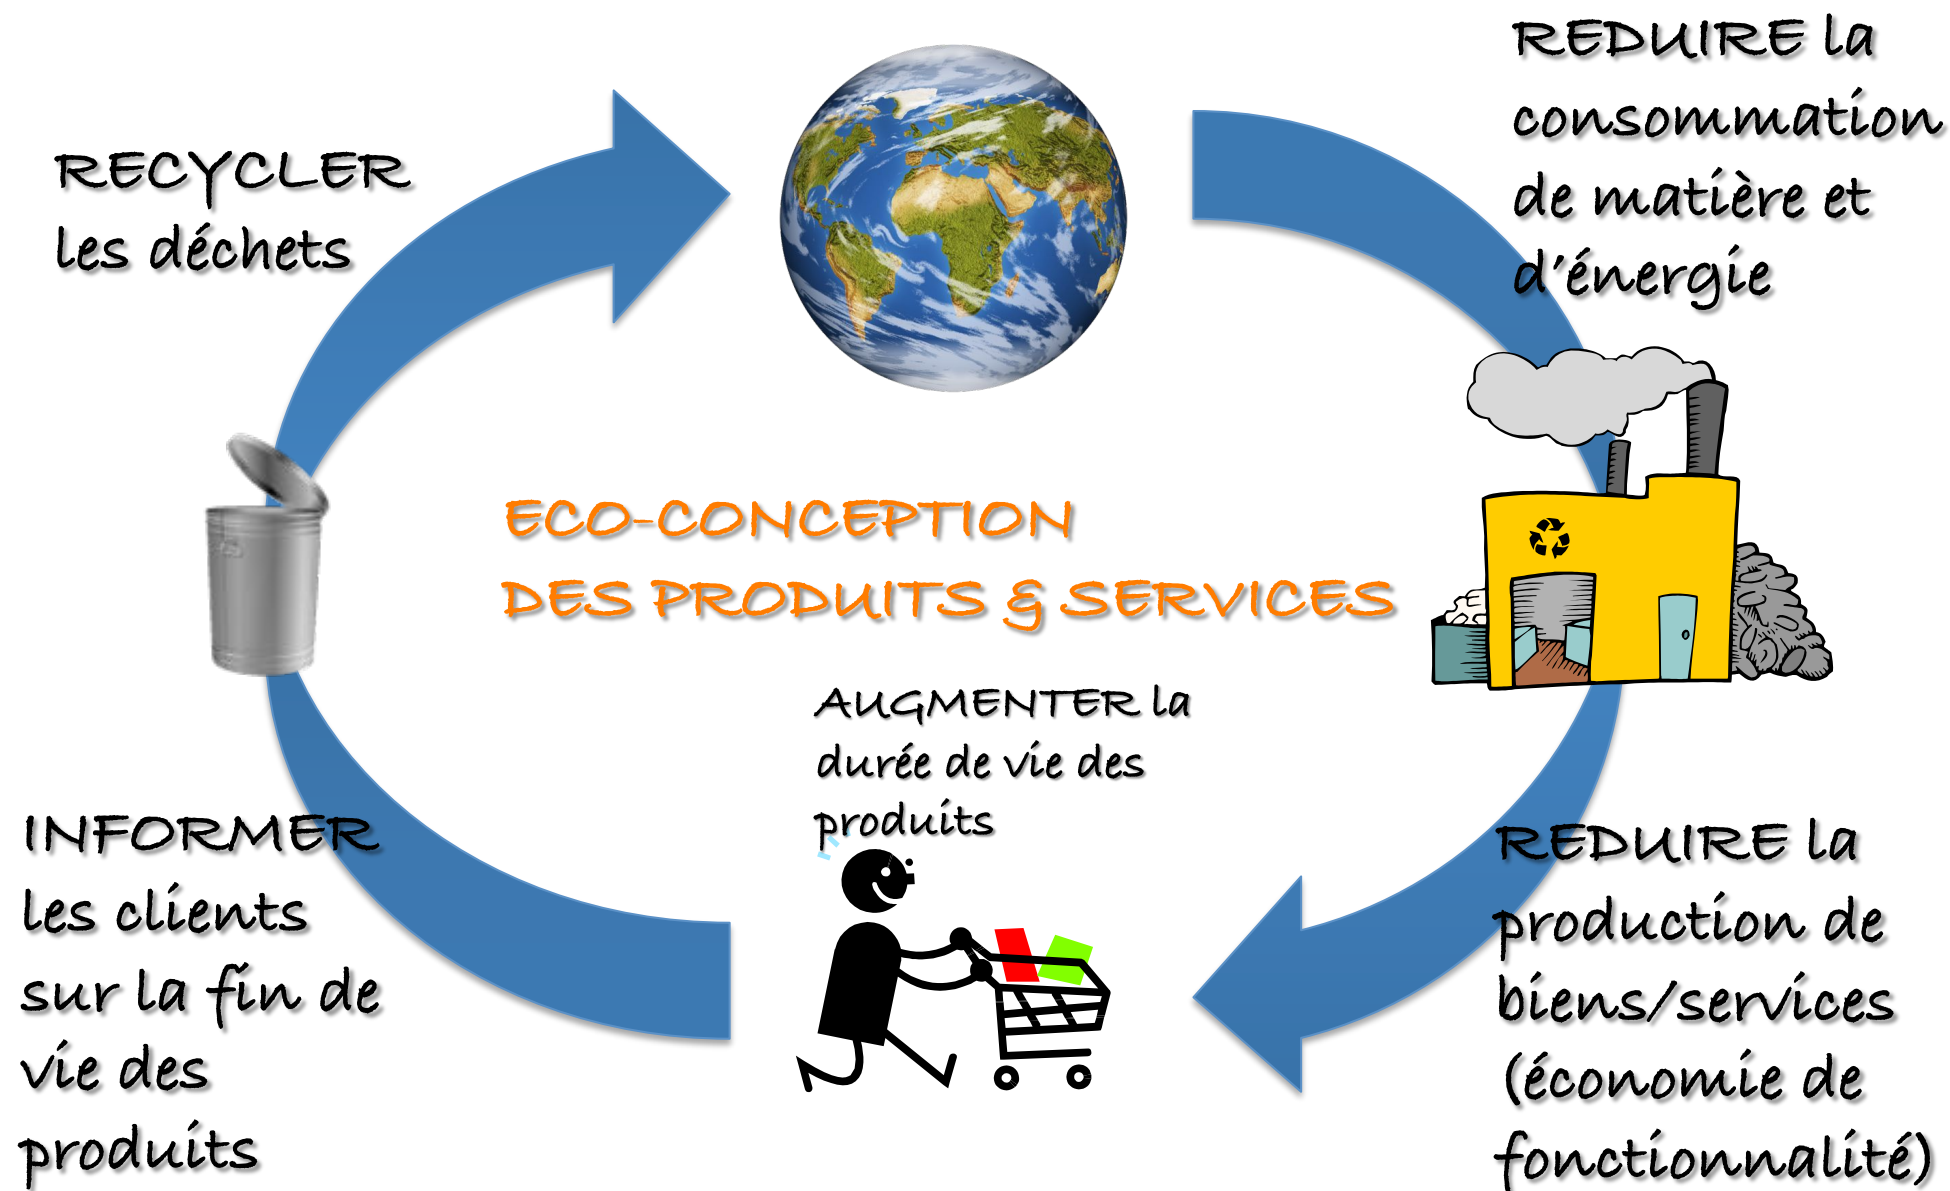 RECYCLER
les déchets
REDUIRE la
consommation
de matière et
d'énergie
ECO-CONCEPTION
DES PRODUITS & SERVICES
AUGMENTER la
durée de vie des
produits
INFORMER
les clients
sur la fin de
vie des
produits
REDUIRE la
production de
biens/services
(économie de
fonctionnalité)